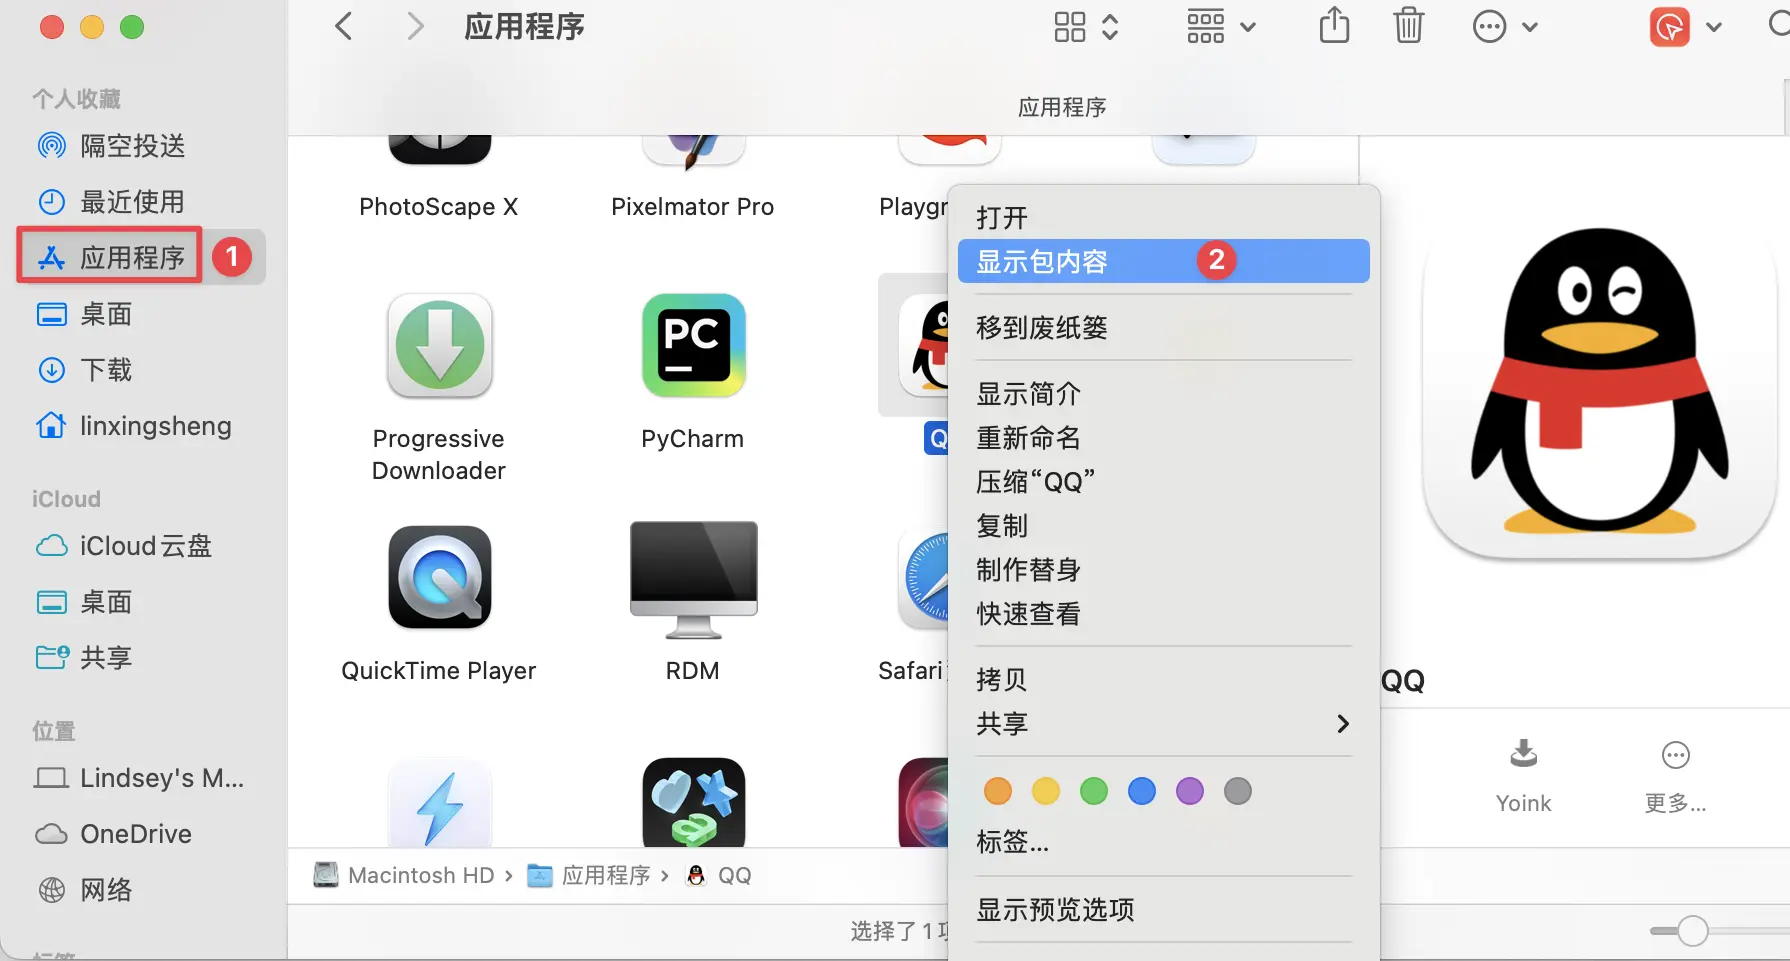 应用程序
应用程序
个人收藏
隔空投送
最近使用
应用程序
1
桌面
下载
linxingsheng
iCloud
iCloud云盘
桌面
共享
位置
Lindsey's M...
OneDrive
网络
PhotoScape X
Pixelmator Pro
Playgr
PC
Progressive
Downloader
PyCharm
Q
QuickTime Player
RDM
Safari
打开
显示包内容
2
移到废纸篓
显示简介
重新命名
压缩“QQ”
复制
制作替身
快速查看
拷贝
共享
标签...
显示预览选项
QQ
Yoink
更多...
Macintosh HD › 应用程序 › QQ
选择了 1 项